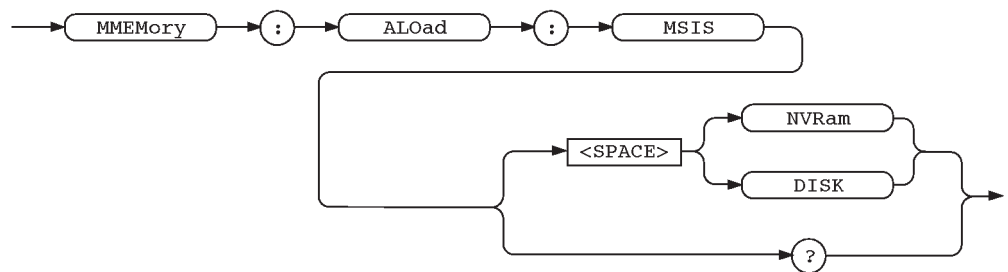 MMEMory : ALOad : MSIS
NVRam
<SPACE>
DISK
?